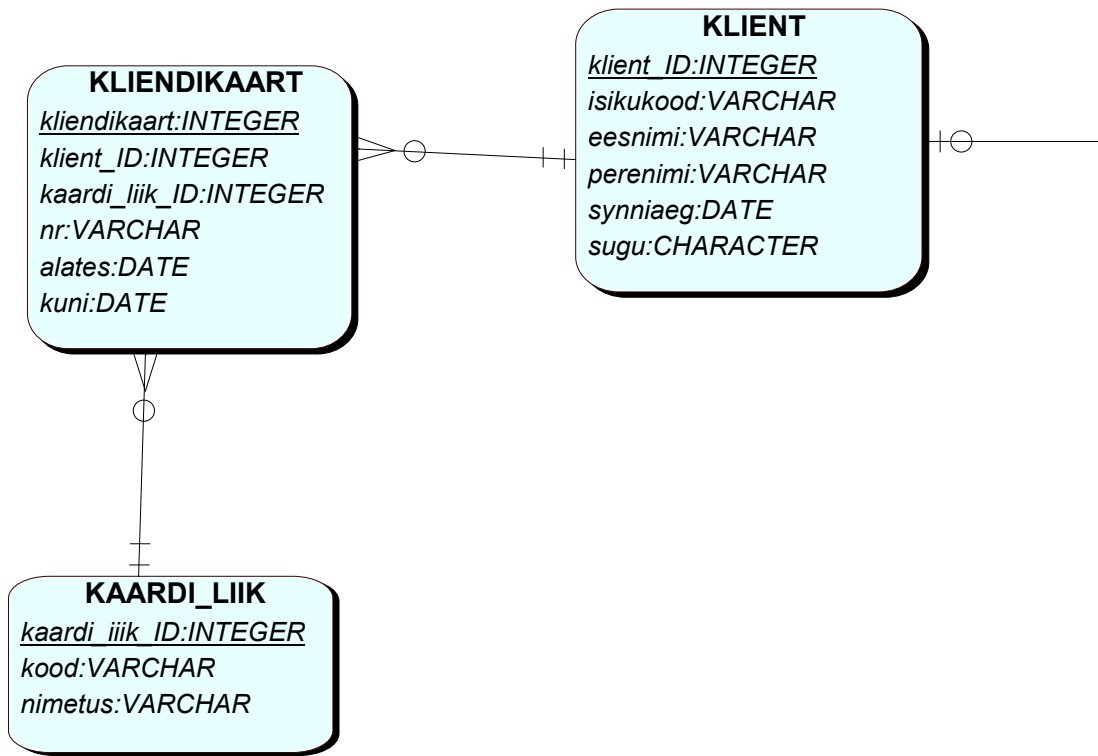 KLIENDIKAART
kliendikaart:INTEGER
klient_ID:INTEGER
kaardi_liik_ID:INTEGER
nr:VARCHAR
alates:DATE
kuni:DATE
KLIENT
klient_ID:INTEGER
isikukood:VARCHAR
eesnimi:VARCHAR
perenimi:VARCHAR
synniaeg:DATE
sugu:CHARACTER
KAARDI_LIIK
kaardi_iiik_ID:INTEGER
kood:VARCHAR
nimetus:VARCHAR